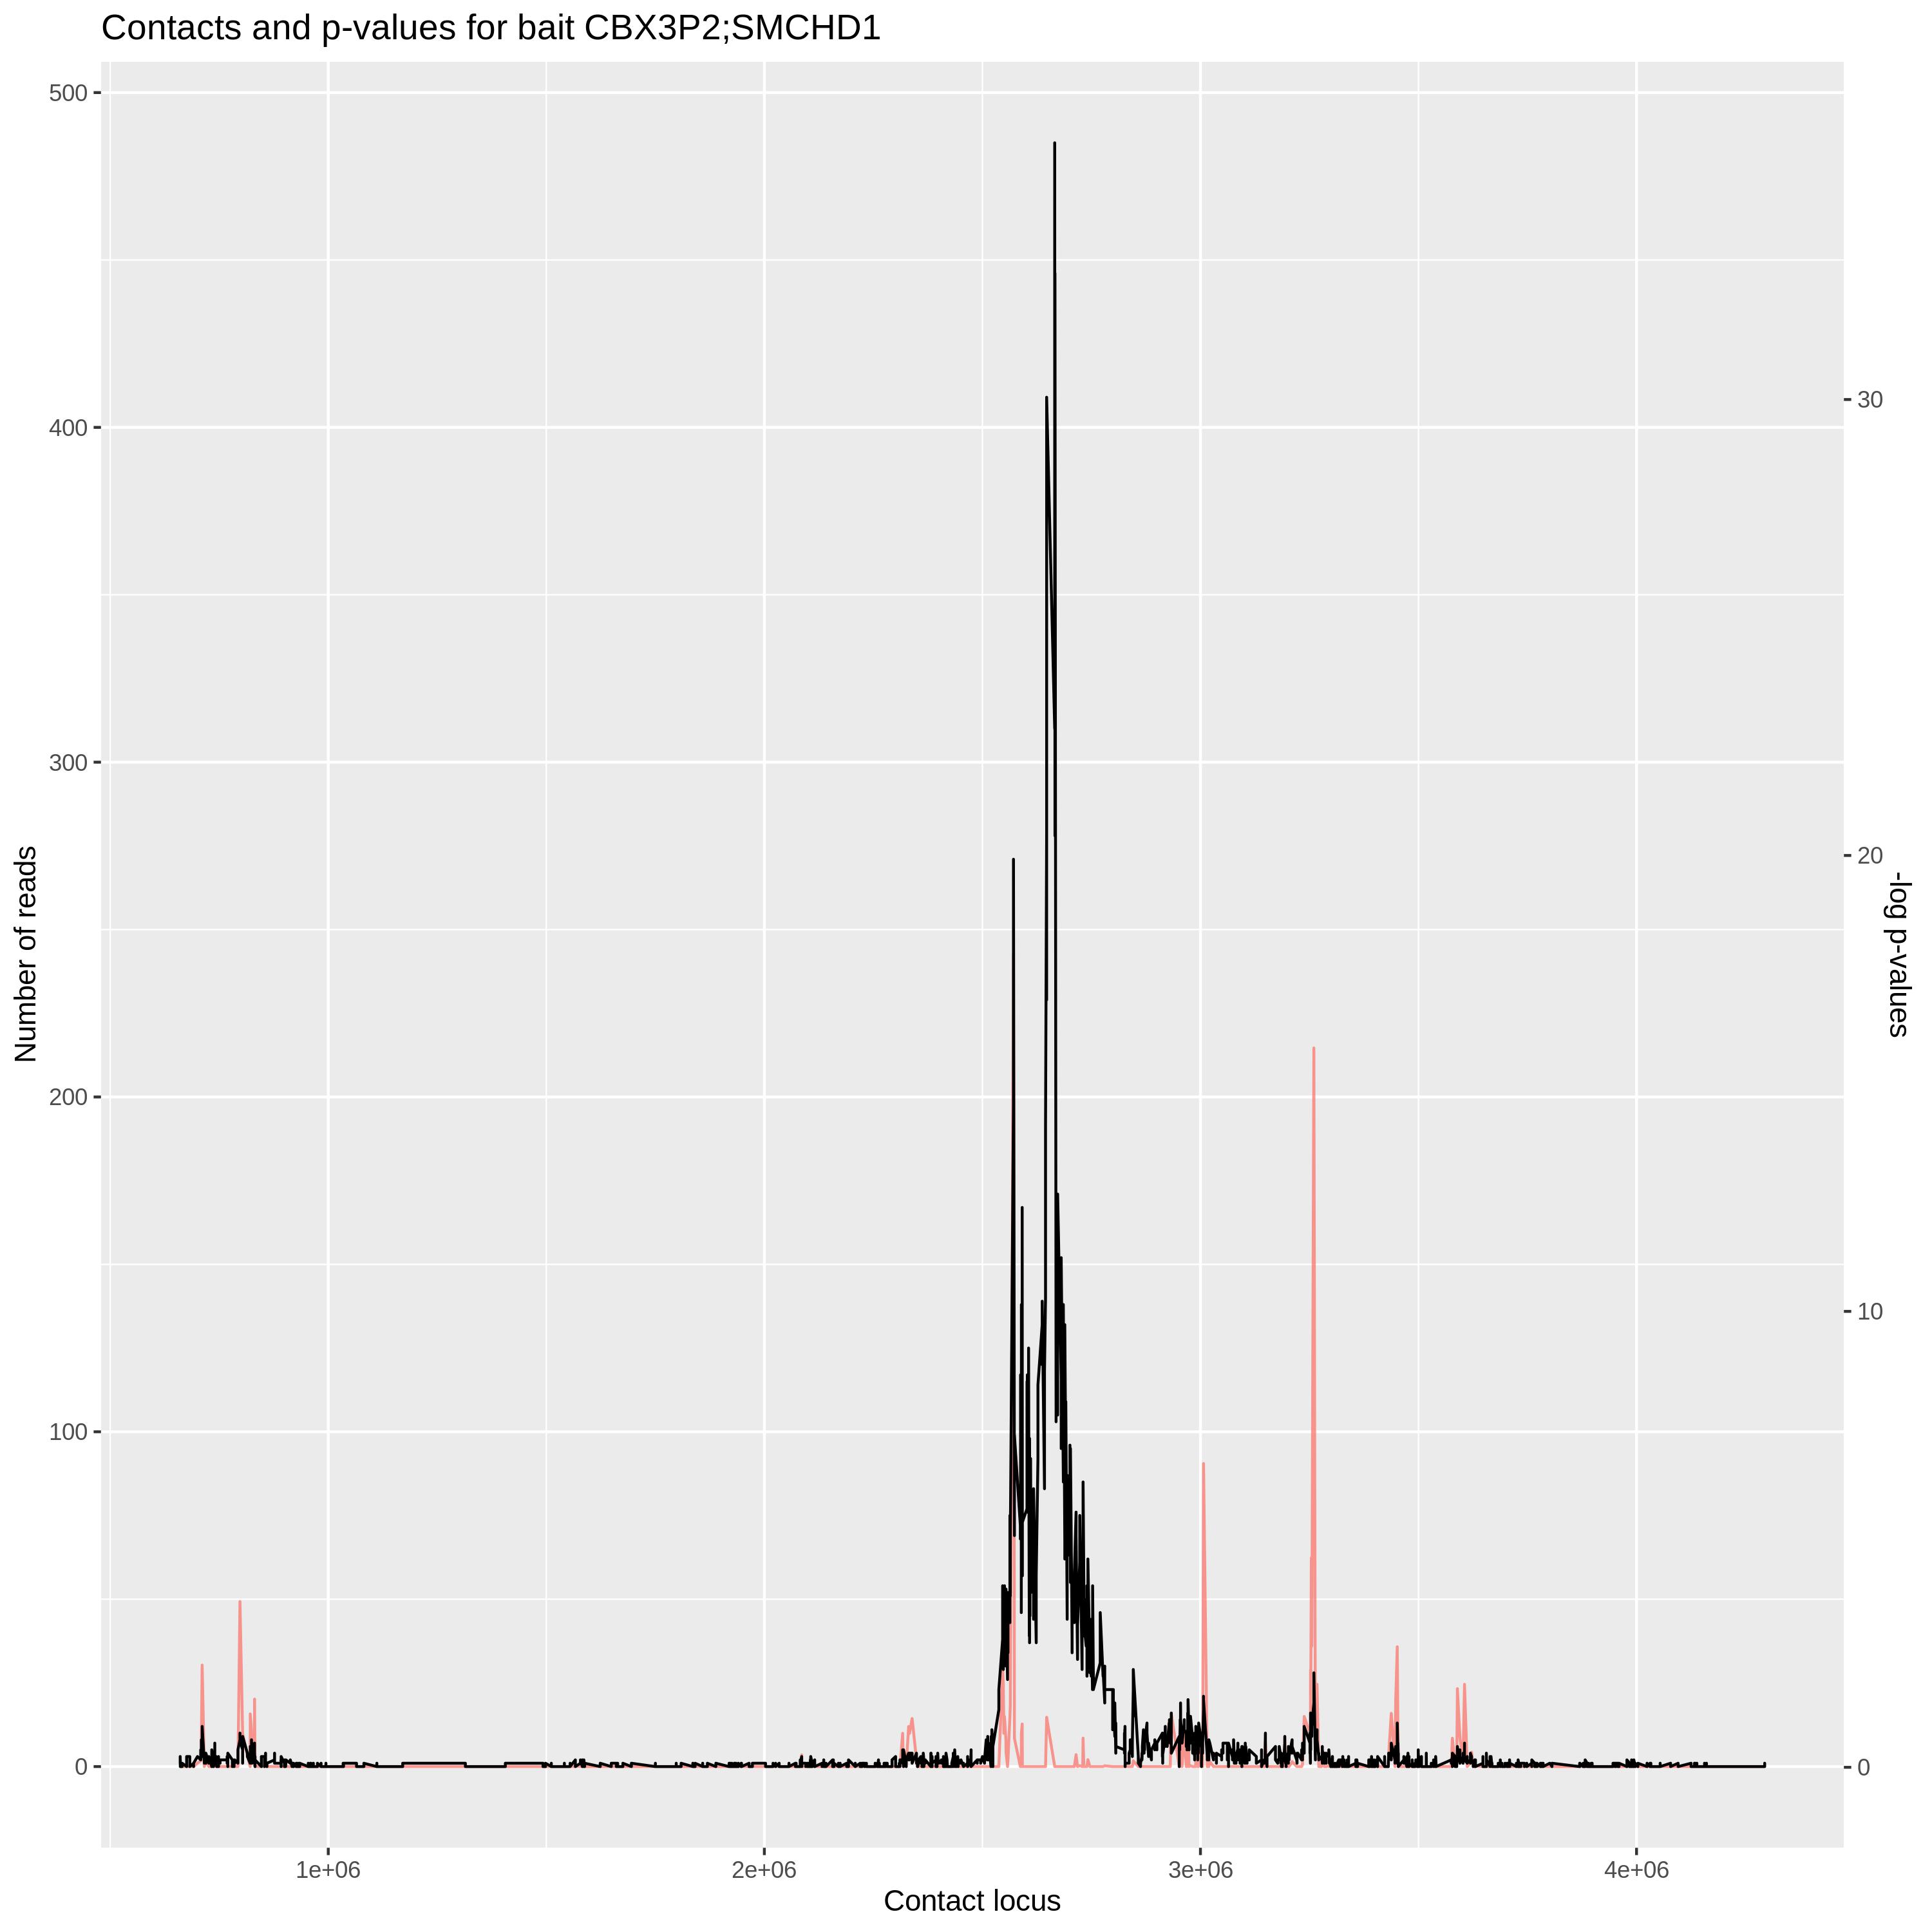 Contacts and p-values for bait CBX3P2;SMCHD1
500
400
300
200
100
0
Number of reads
30
20
10
0
-log p-values
1e+06
2e+06
3e+06
4e+06
Contact locus